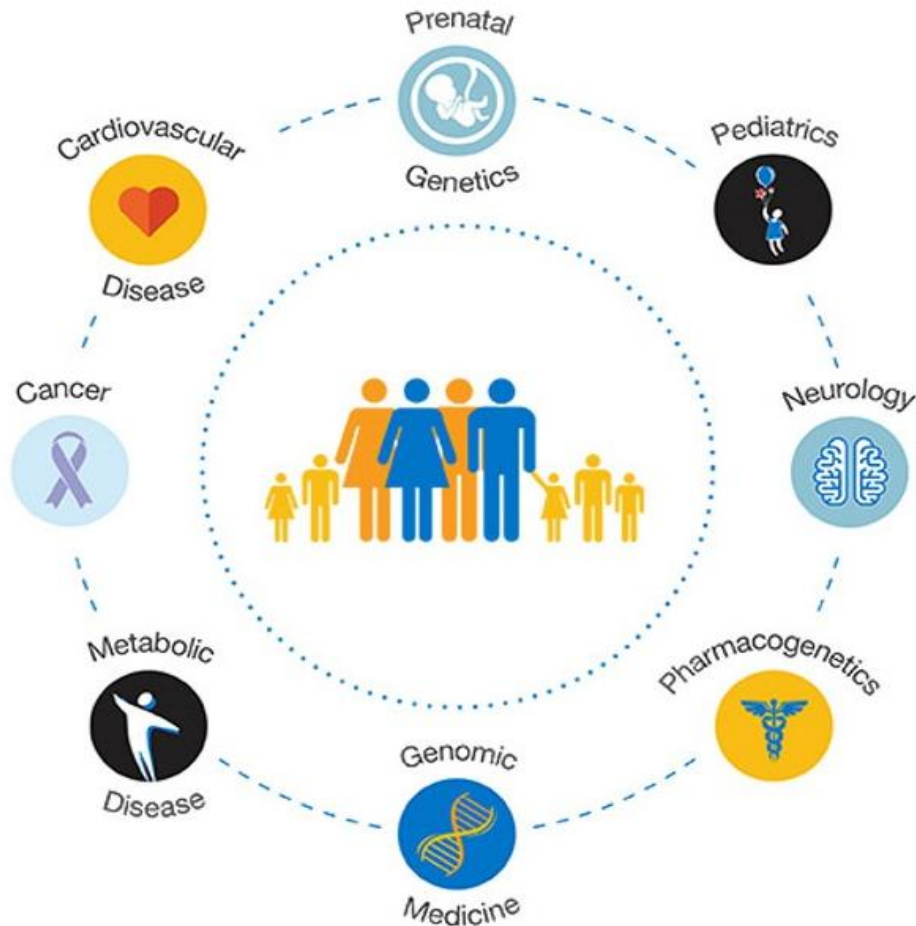 Prenatal
Genetics
Pediatrics
Neurology
Pharmacogenetics
Genomic
Medicine
Metabolic
Disease
Cancer
Cardiovascular
Disease